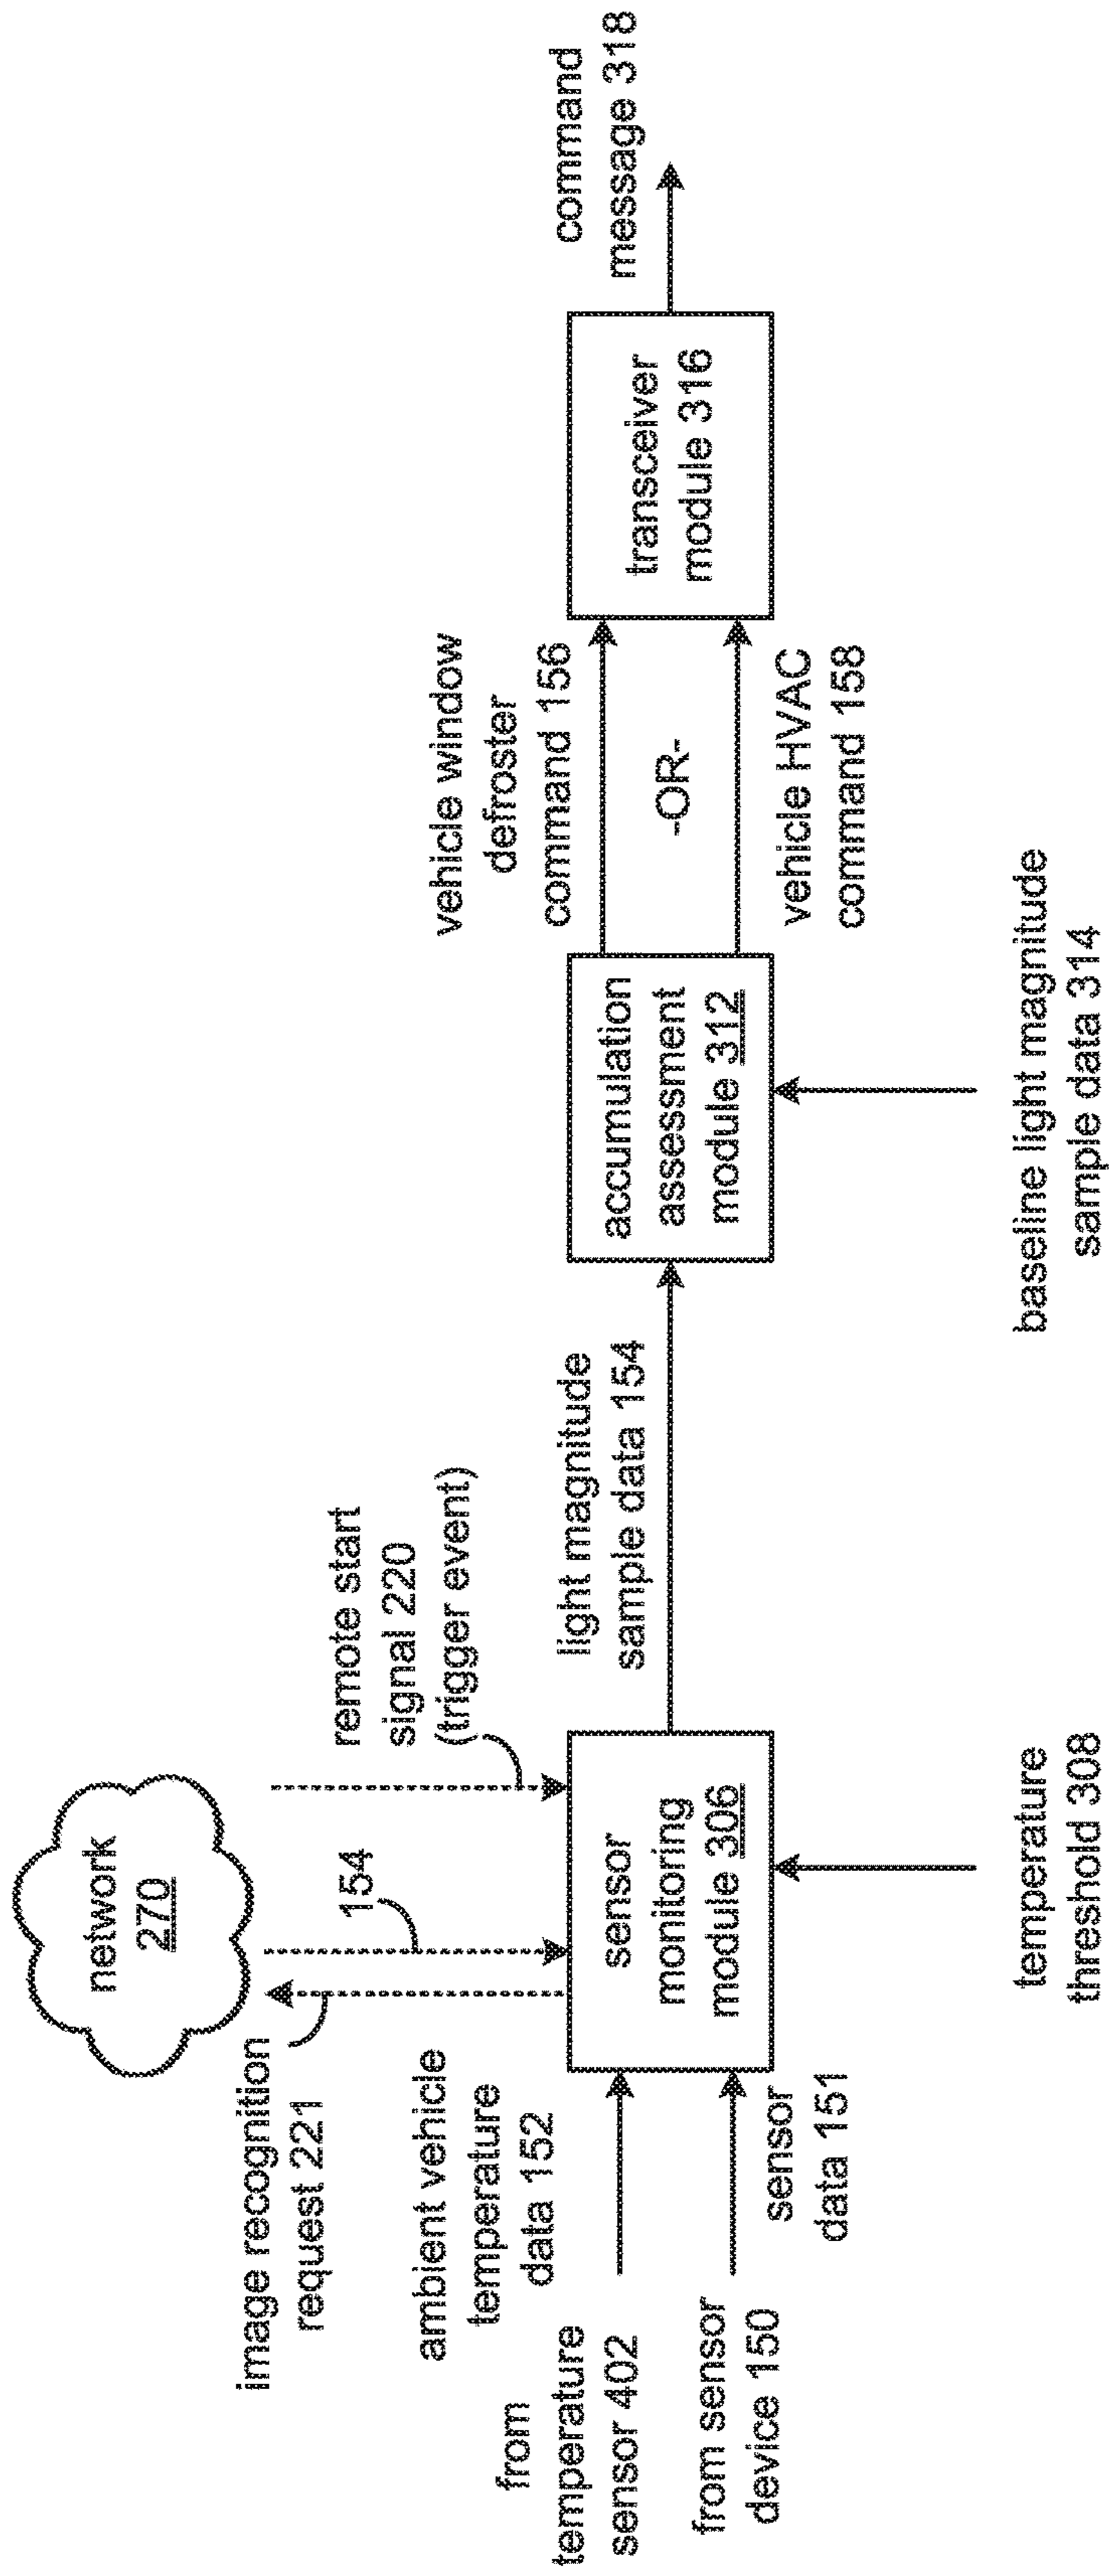 network
270
image recognition
request 221
154
remote start
signal 220
(trigger event)
ambient vehicle
temperature
data 152
from
temperature
sensor 402
from sensor
device 150
sensor
data 151
sensor
monitoring
module 306
temperature
threshold 308
light magnitude
sample data 154
accumulation
assessment
module 312
baseline light magnitude
sample data 314
vehicle window
defroster
command 156
-OR-
vehicle HVAC
command 158
transceiver
module 316
command
message 318